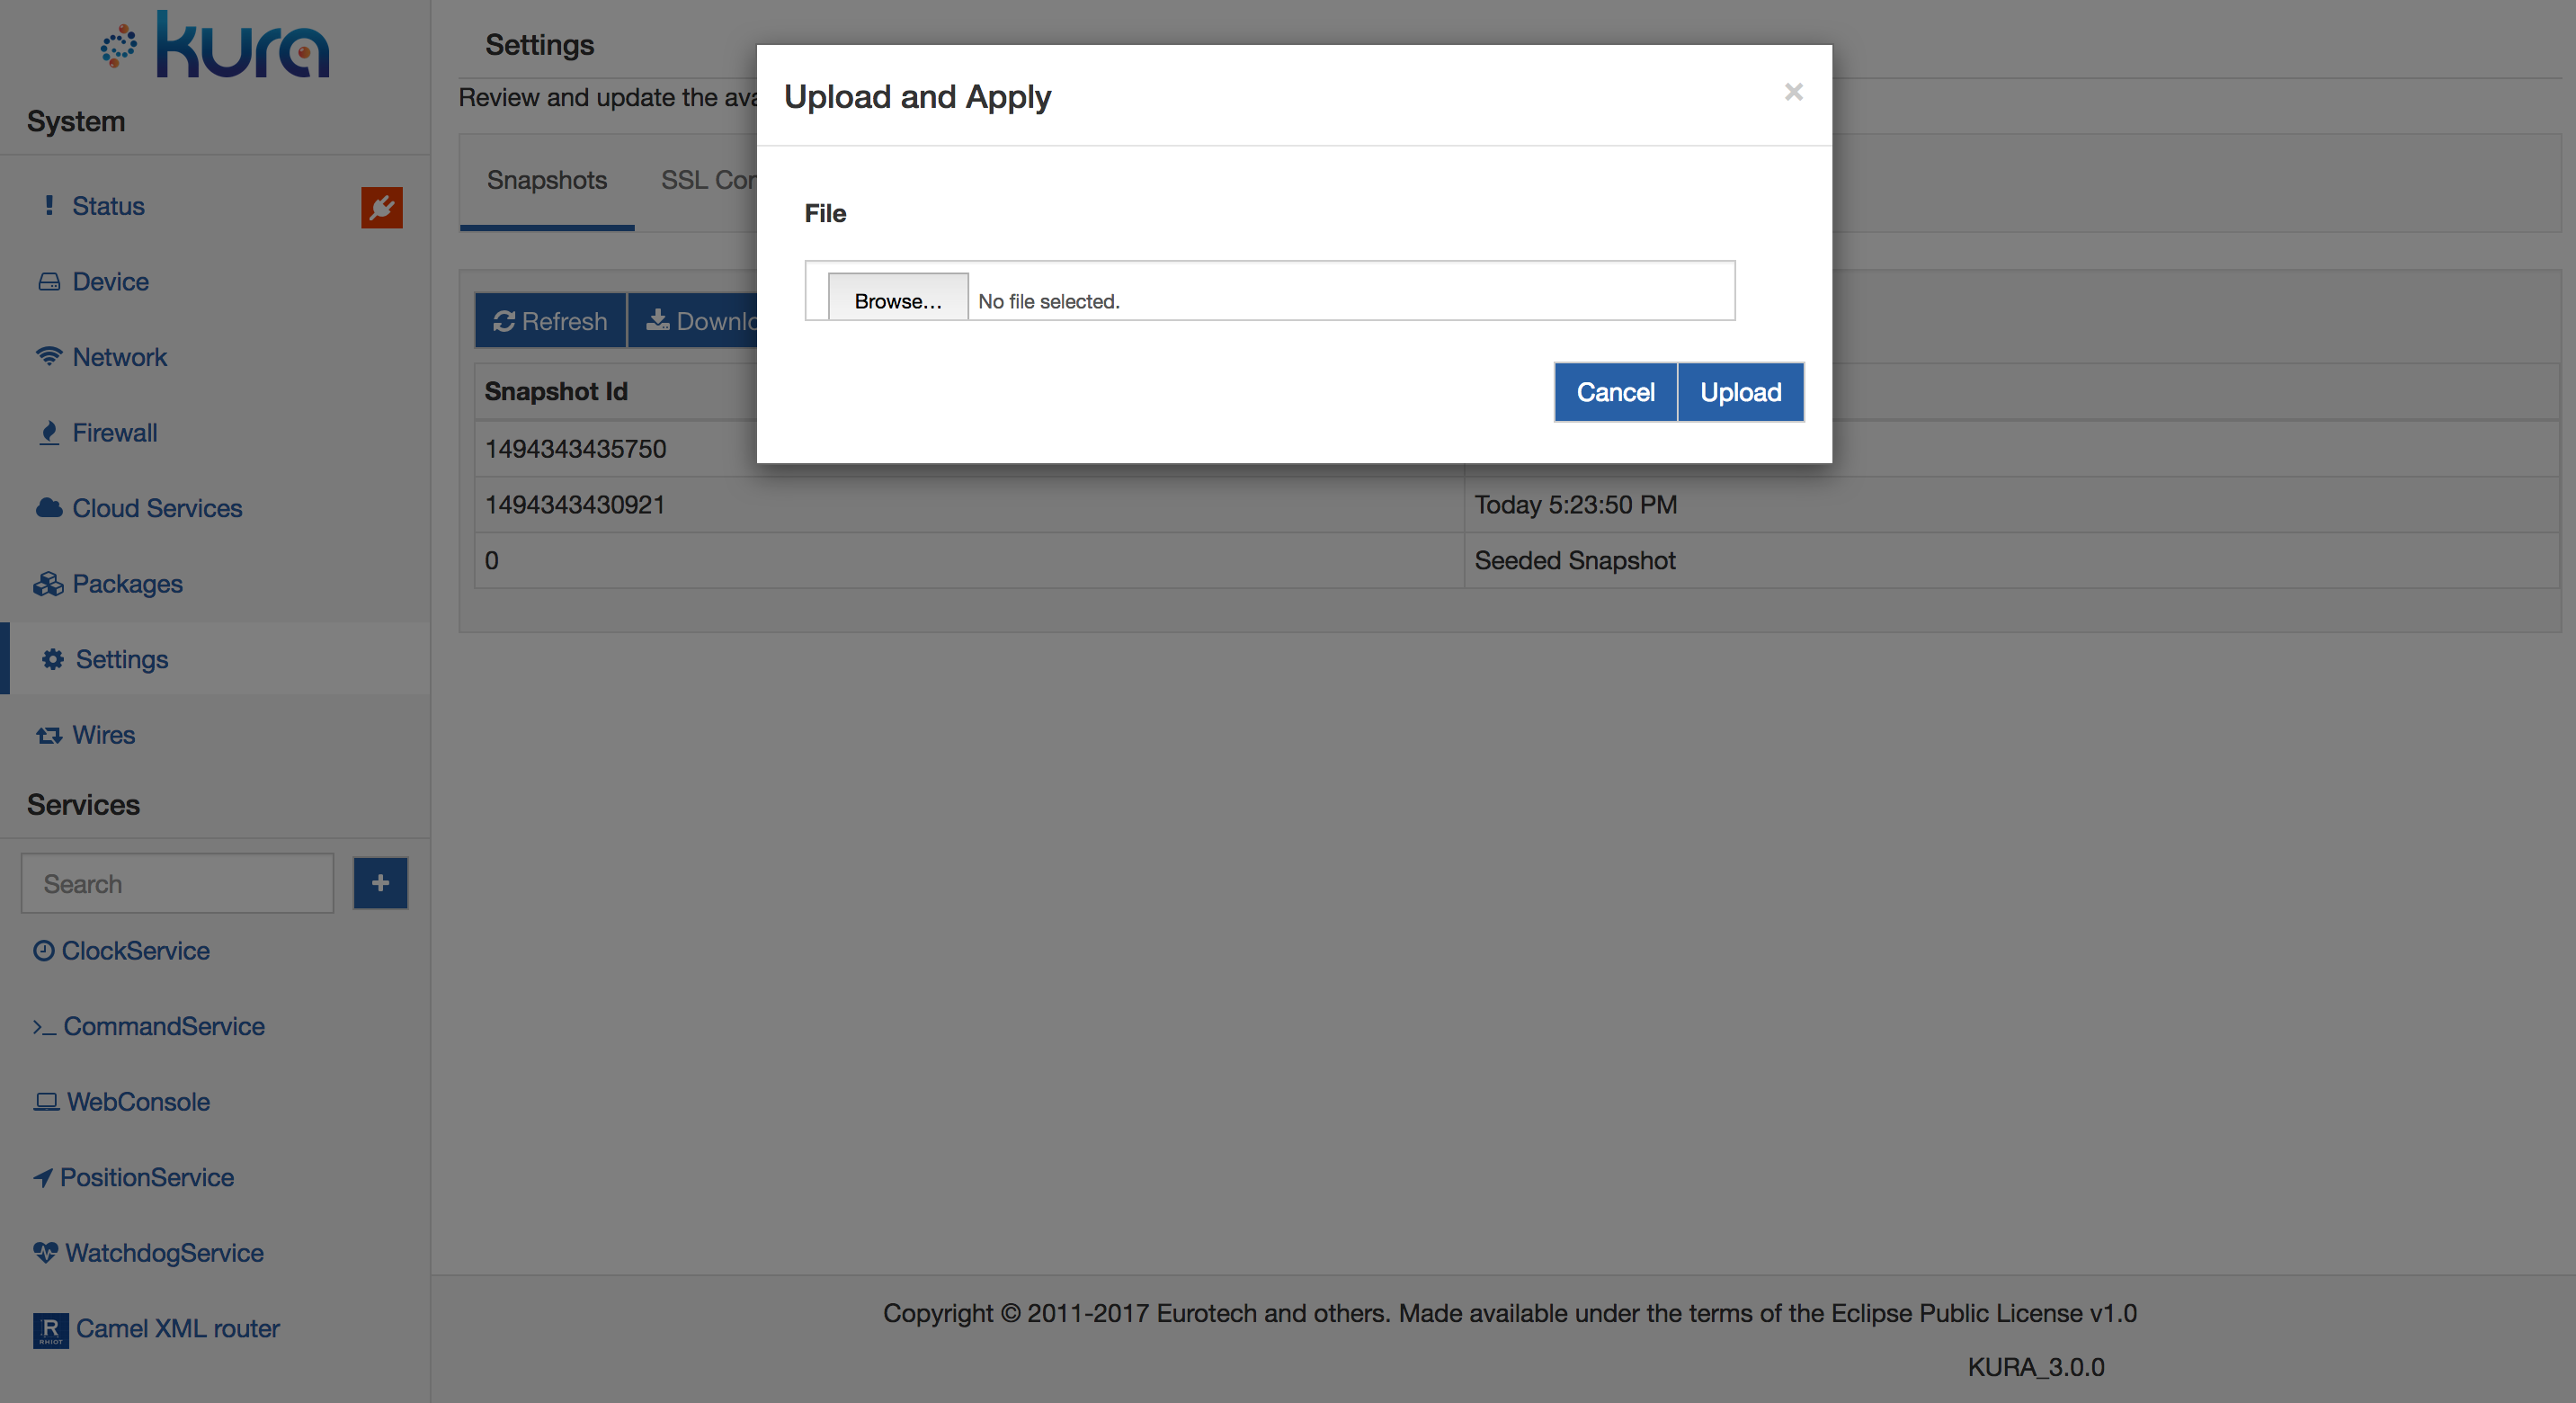 kura
System
Status
Device
Network
Firewall
Cloud Services
Packages
Settings
Wires
Services
Search
ClockService
CommandService
WebConsole
PositionService
WatchdogService
R
RHIOT
Camel XML router
Settings
Review and update the
Snapshots
SSL
Refresh
Snapshot Id
1494343435750
1494343430921 Today 5:23:50 PM
0 Seeded Snapshot
Upload and Apply
File
Browse... No file selected.
Cancel Upload
Copyright © 2011-2017 Eurotech and others. Made available under the terms of the Eclipse Public License v1.0
KURA_3.0.0